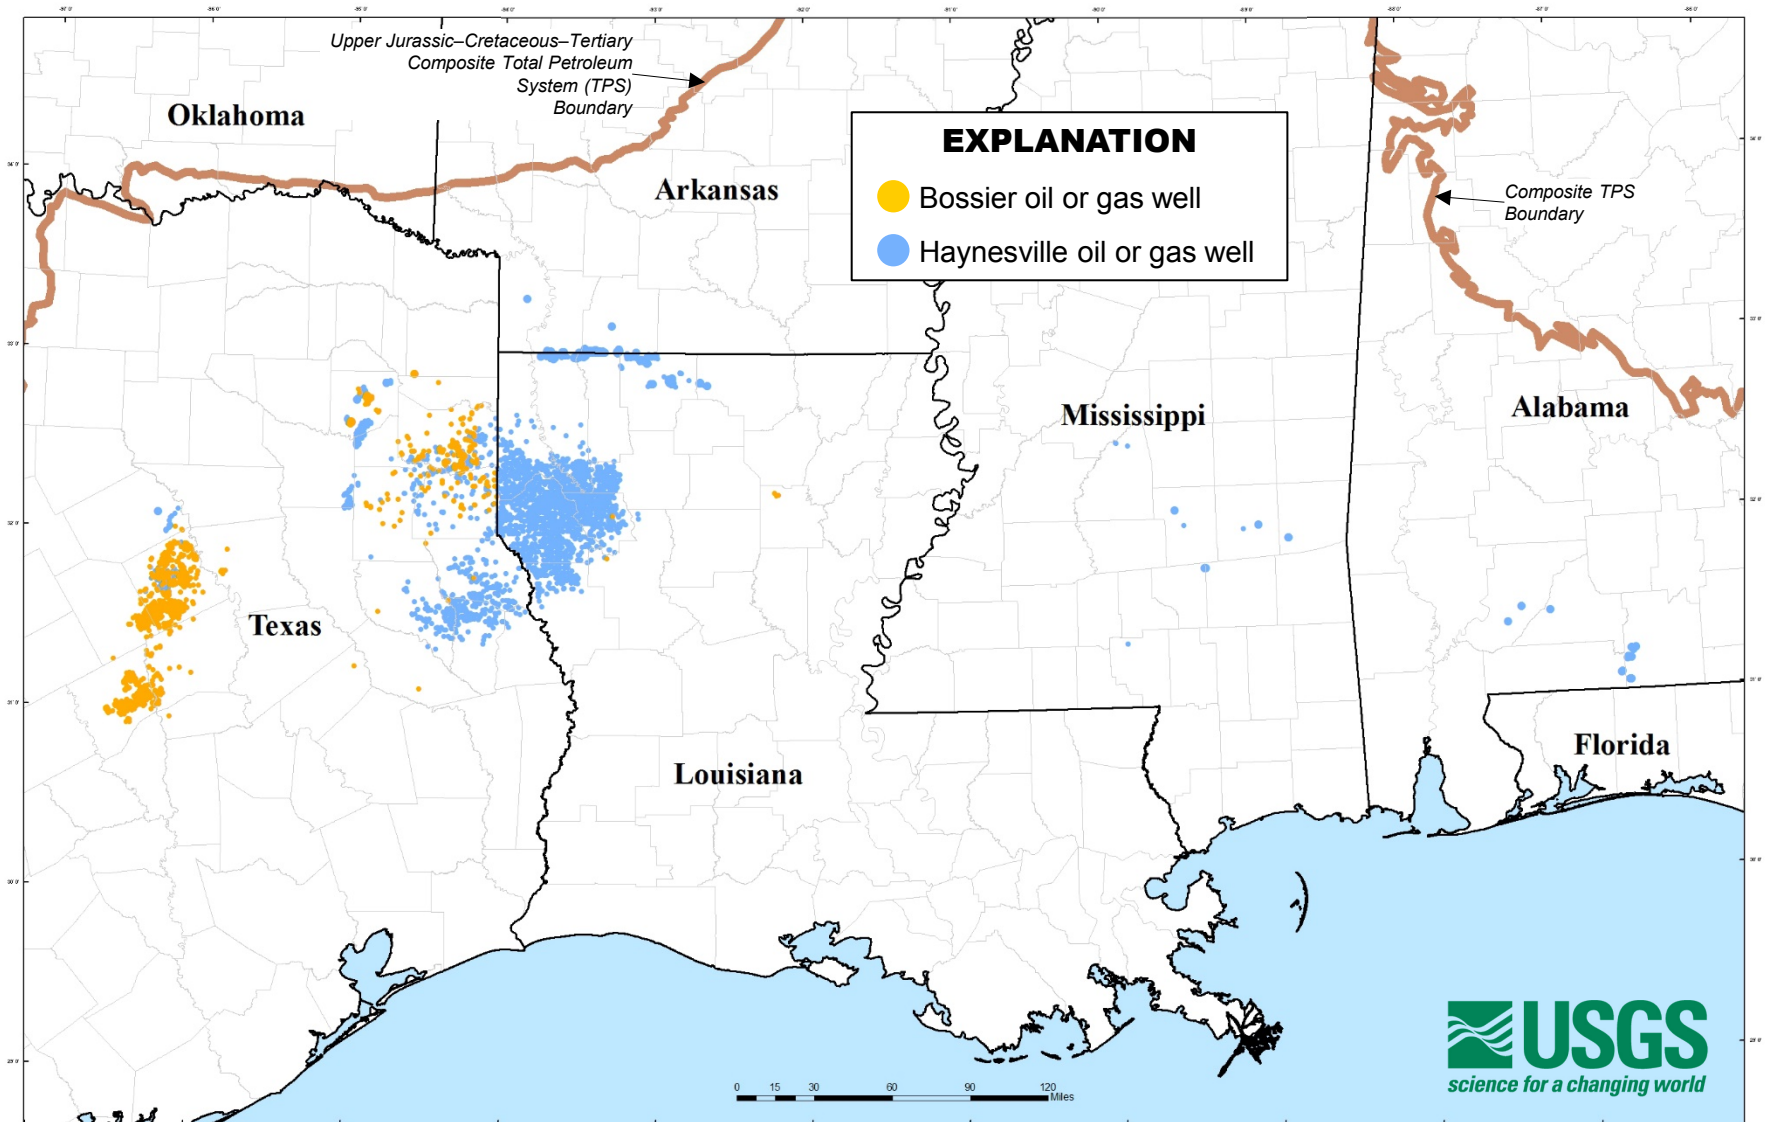 Upper Jurassic–Cretaceous–Tertiary
Composite Total Petroleum
System (TPS)
Boundary
Oklahoma
Arkansas
EXPLANATION
Bossier oil or gas well
Haynesville oil or gas well
Composite TPS
Boundary
Mississippi
Alabama
Texas
Louisiana
Florida
0 15 30 60 90 120
Miles
USGS
science for a changing world